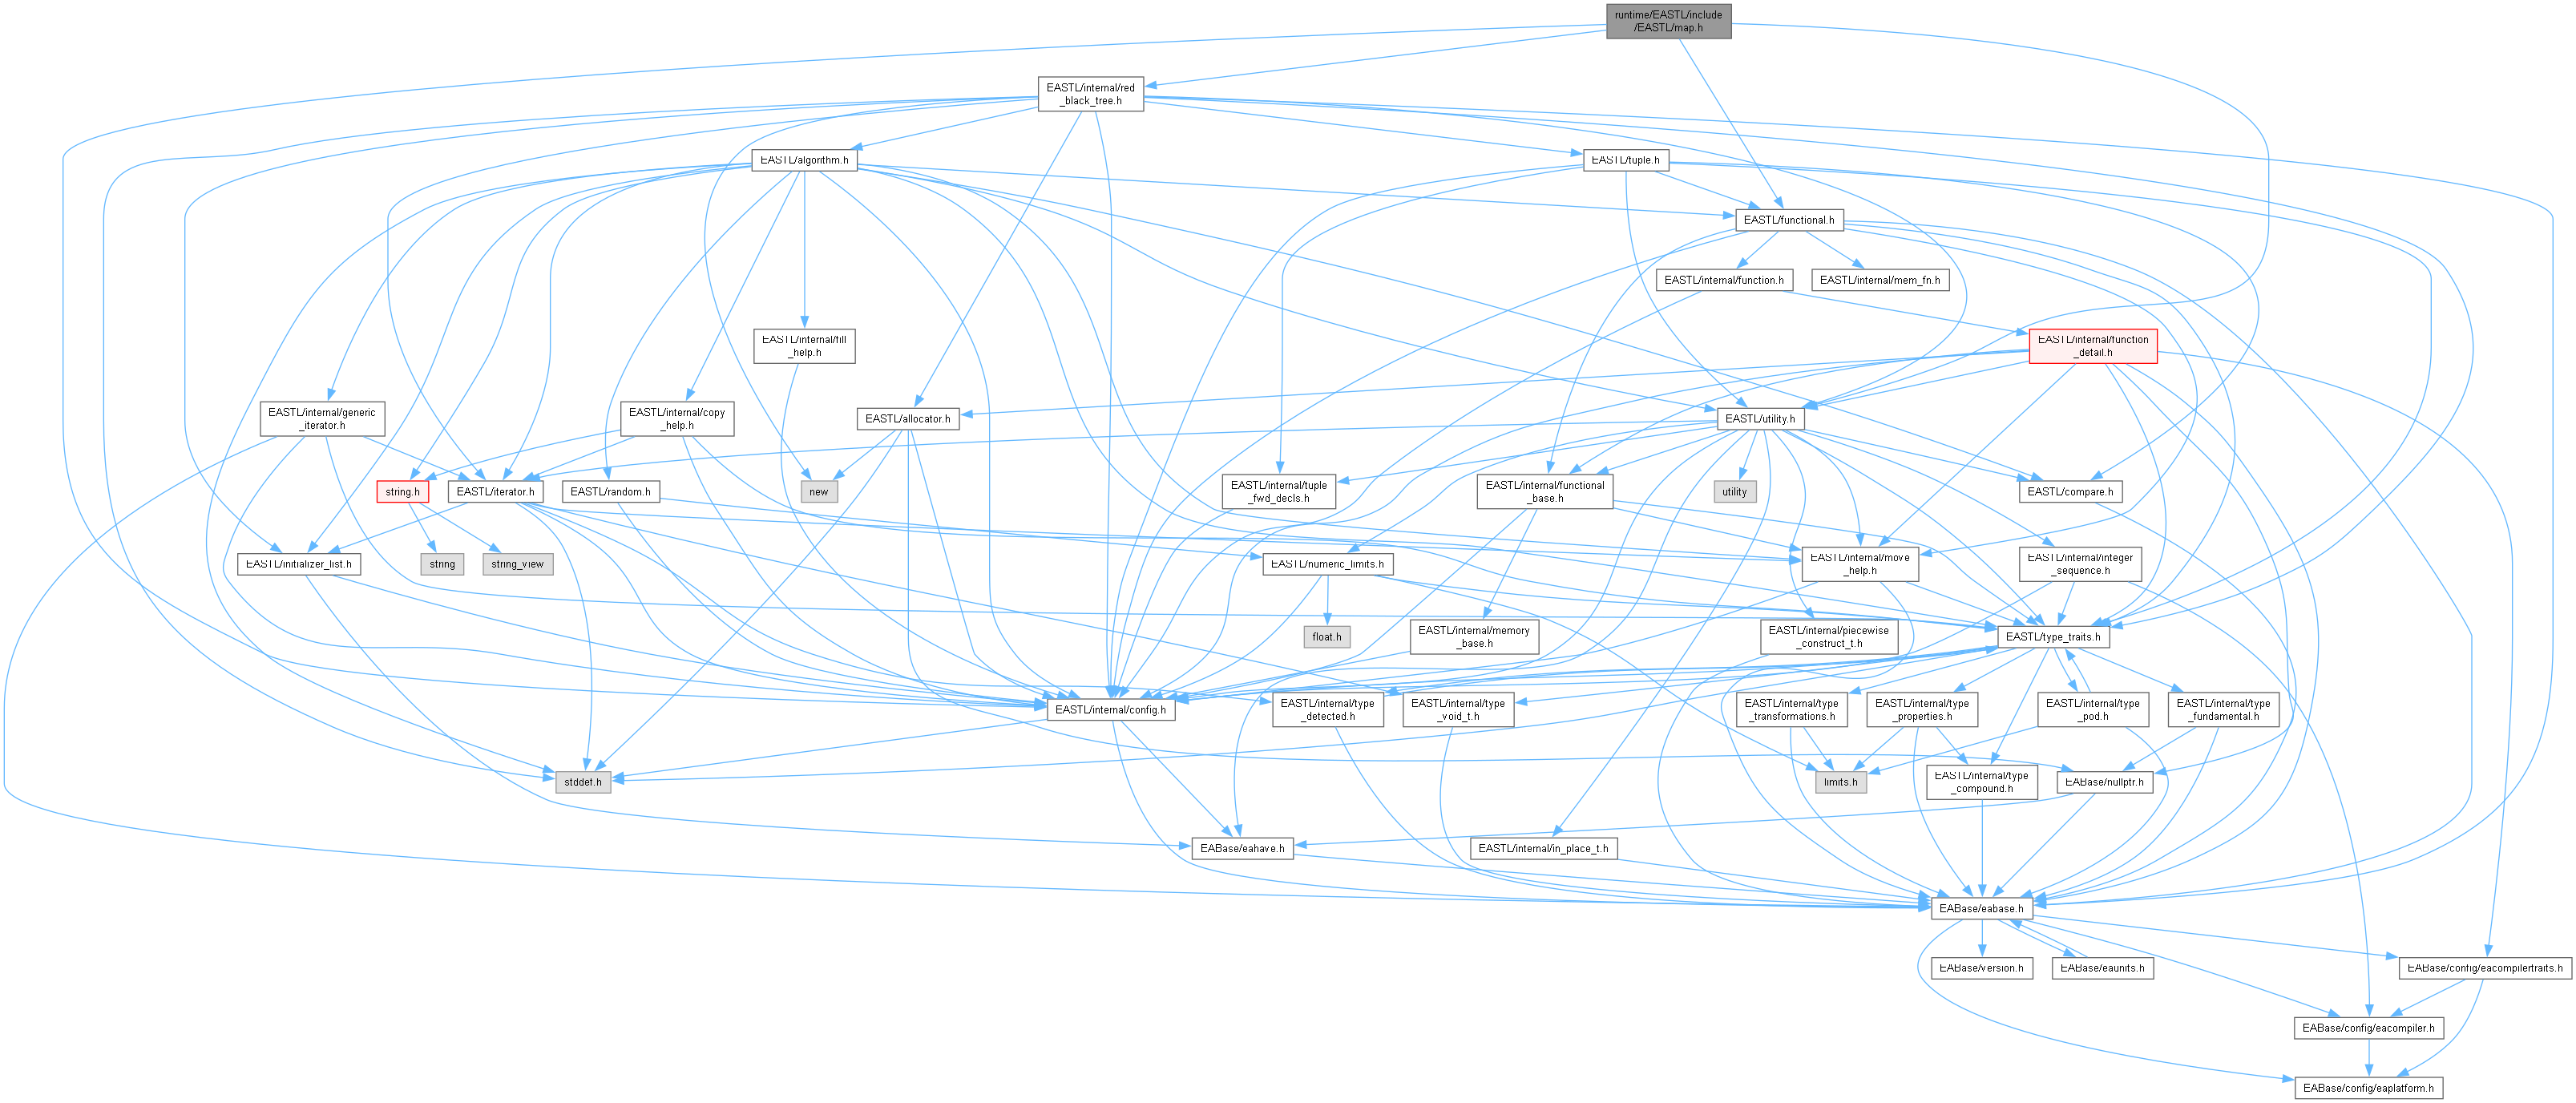 runtime/EASTL/include
/EASTL/map.h
EASTL/internal/red
_black_tree.h
EASTL/algorithm.h
EASTL/tuple.h
EASTL/functional.h
EASTL/internal/function.h
EASTL/internal/mem_fn.h
EASTL/internal/fill
_help.h
EASTL/internal/function
_detail.h
EASTL/internal/generic
_iterator.h
EASTL/internal/copy
_help.h
EASTL/allocator.h
EASTL/utility.h
string.h
EASTL/iterator.h
EASTL/random.h
new
EASTL/internal/tuple
_fwd_decls.h
EASTL/internal/functional
_base.h
utility
EASTL/compare.h
string
string_view
EASTL/initializer_list.h
EASTL/numeric_limits.h
EASTL/internal/move
_help.h
EASTL/internal/integer
_sequence.h
float.h
EASTL/internal/memory
_base.h
EASTL/internal/piecewise
_construct_t.h
EASTL/type_traits.h
EASTL/internal/config.h
EASTL/internal/type
_detected.h
EASTL/internal/type
_void_t.h
EASTL/internal/type
_transformations.h
EASTL/internal/type
_properties.h
EASTL/internal/type
_pod.h
EASTL/internal/type
_fundamental.h
stddef.h
limits.h
EASTL/internal/type
_compound.h
EABase/nullptr.h
EABase/eahave.h
EASTL/internal/in_place_t.h
EABase/eabase.h
EABase/version.h
EABase/eaunits.h
EABase/config/eacompilertraits.h
EABase/config/eacompiler.h
EABase/config/eaplatform.h